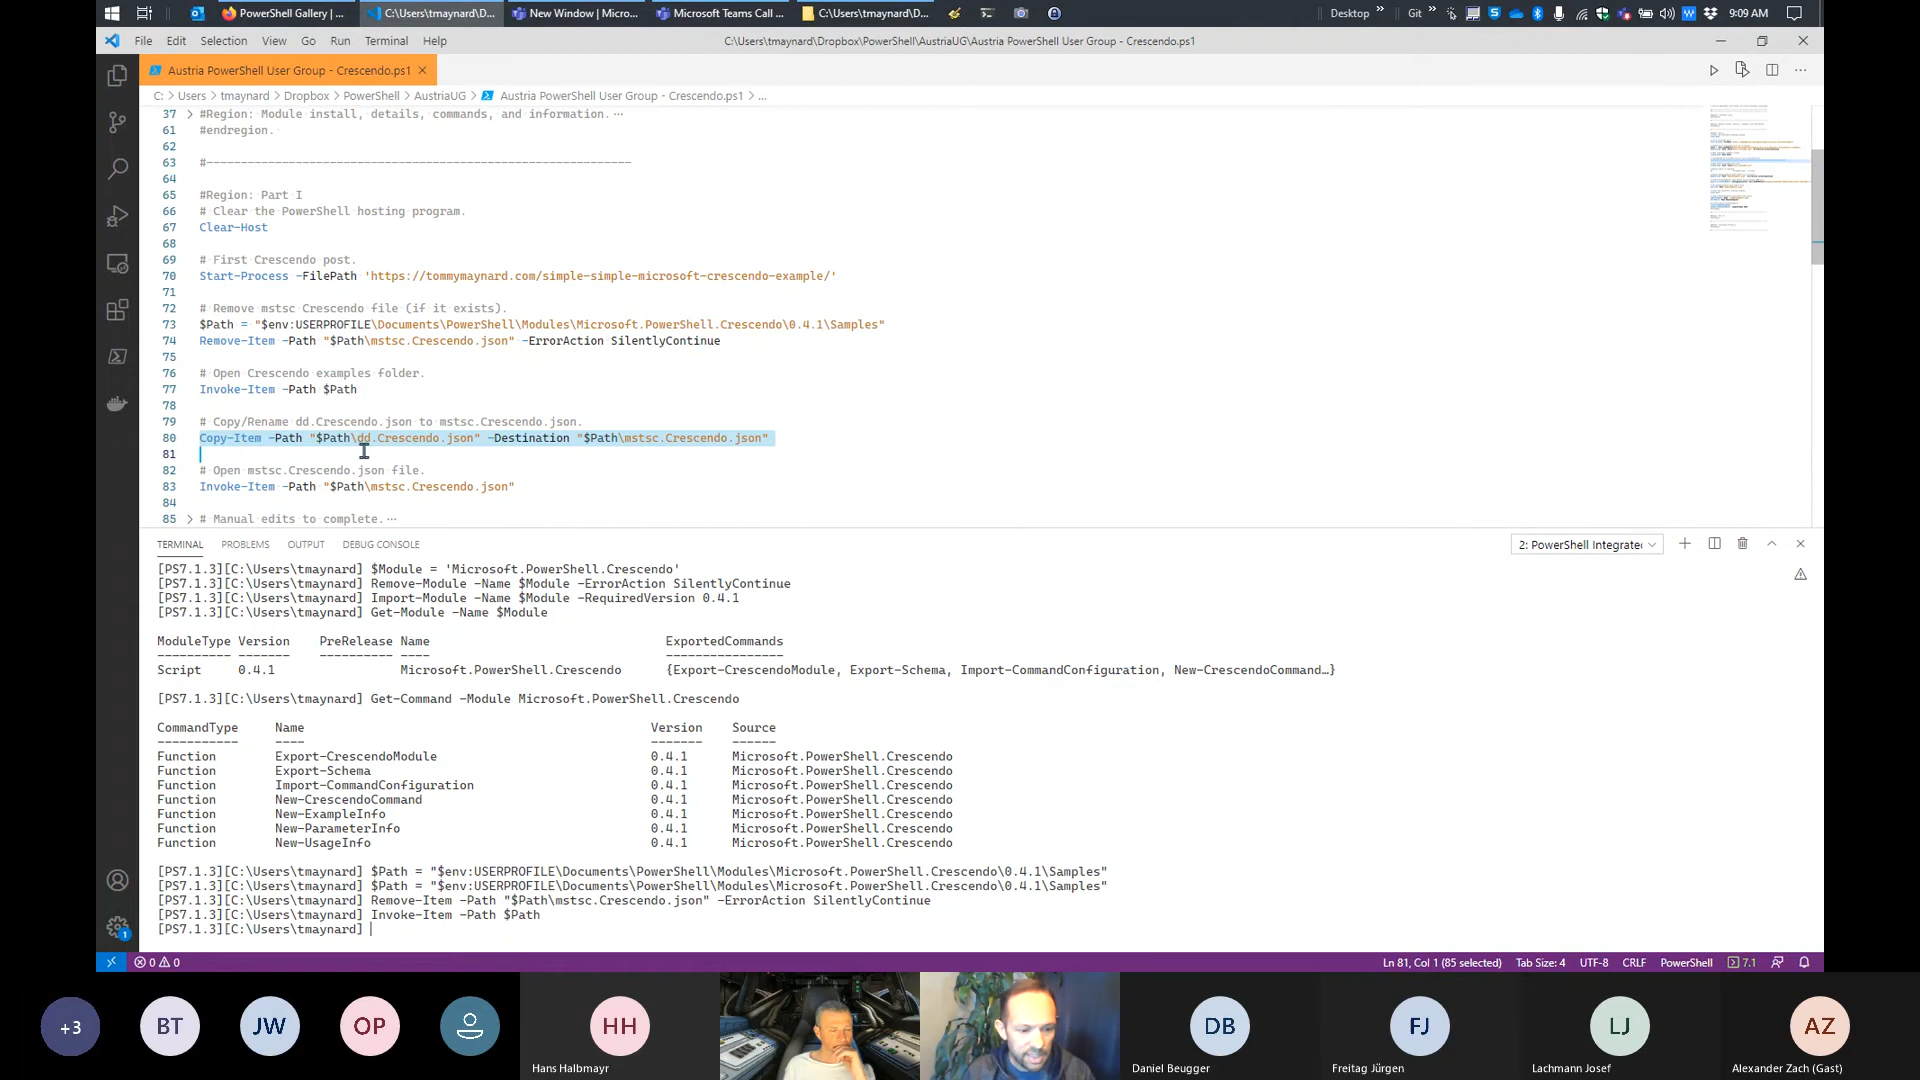 PowerShell Gallery | ...
C:\Users\tmaynard\D...
New Window | Micro...
Microsoft Teams Call ...
C:\Users\tmaynard\D...
Desktop
Git
9:09 AM
File Edit Selection View Go Run Terminal Help
C:\Users\tmaynard\Dropbox\PowerShell\AustriaUG\Austria PowerShell User Group - Crescendo.ps1
Austria PowerShell User Group - Crescendo.ps1
C: > Users > tmaynard > Dropbox > PowerShell > AustriaUG > Austria PowerShell User Group - Crescendo.ps1 > ...
37 > #Region: Module install, details, commands, and information. ...
61 #endregion.
62
63 #--------------------------------------------------------------
64
65 #Region: Part I
66 # Clear the PowerShell hosting program.
67 Clear-Host
68
69 # First Crescendo post.
70 Start-Process -FilePath 'https://tommymaynard.com/simple-simple-microsoft-crescendo-example/'
71
72 # Remove mstsc Crescendo file (if it exists).
73 $Path = "$env:USERPROFILE\Documents\PowerShell\Modules\Microsoft.PowerShell.Crescendo\0.4.1\Samples"
74 Remove-Item -Path "$Path\mstsc.Crescendo.json" -ErrorAction SilentlyContinue
75
76 # Open Crescendo examples folder.
77 Invoke-Item -Path $Path
78
79 # Copy/Rename dd.Crescendo.json to mstsc.Crescendo.json.
80 Copy-Item -Path "$Path\dd.Crescendo.json" -Destination "$Path\mstsc.Crescendo.json"
81
82 # Open mstsc.Crescendo.json file.
83 Invoke-Item -Path "$Path\mstsc.Crescendo.json"
84
85 > # Manual edits to complete. ...
TERMINAL PROBLEMS OUTPUT DEBUG CONSOLE
2: PowerShell Integrate
[PS7.1.3][C:\Users\tmaynard] $Module = 'Microsoft.PowerShell.Crescendo'
[PS7.1.3][C:\Users\tmaynard] Remove-Module -Name $Module -ErrorAction SilentlyContinue
[PS7.1.3][C:\Users\tmaynard] Import-Module -Name $Module -RequiredVersion 0.4.1
[PS7.1.3][C:\Users\tmaynard] Get-Module -Name $Module
ModuleType Version PreRelease Name ExportedCommands
---------- ------- ---------- ---- ----------------
Script 0.4.1 Microsoft.PowerShell.Crescendo {Export-CrescendoModule, Export-Schema, Import-CommandConfiguration, New-CrescendoCommand…}
[PS7.1.3][C:\Users\tmaynard] Get-Command -Module Microsoft.PowerShell.Crescendo
CommandType Name Version Source
----------- ---- ------- ------
Function Export-CrescendoModule 0.4.1 Microsoft.PowerShell.Crescendo
Function Export-Schema 0.4.1 Microsoft.PowerShell.Crescendo
Function Import-CommandConfiguration 0.4.1 Microsoft.PowerShell.Crescendo
Function New-CrescendoCommand 0.4.1 Microsoft.PowerShell.Crescendo
Function New-ExampleInfo 0.4.1 Microsoft.PowerShell.Crescendo
Function New-ParameterInfo 0.4.1 Microsoft.PowerShell.Crescendo
Function New-UsageInfo 0.4.1 Microsoft.PowerShell.Crescendo
[PS7.1.3][C:\Users\tmaynard] $Path = "$env:USERPROFILE\Documents\PowerShell\Modules\Microsoft.PowerShell.Crescendo\0.4.1\Samples"
[PS7.1.3][C:\Users\tmaynard] $Path = "$env:USERPROFILE\Documents\PowerShell\Modules\Microsoft.PowerShell.Crescendo\0.4.1\Samples"
[PS7.1.3][C:\Users\tmaynard] Remove-Item -Path "$Path\mstsc.Crescendo.json" -ErrorAction SilentlyContinue
[PS7.1.3][C:\Users\tmaynard] Invoke-Item -Path $Path
[PS7.1.3][C:\Users\tmaynard]
1
0 0
Ln 81, Col 1 (85 selected) Tab Size: 4 UTF-8 CRLF PowerShell 7.1
+3 BT JW OP HH DB FJ LJ AZ
Hans Halbmayr
Daniel Beugger
Freitag Jürgen
Lachmann Josef
Alexander Zach (Gast)